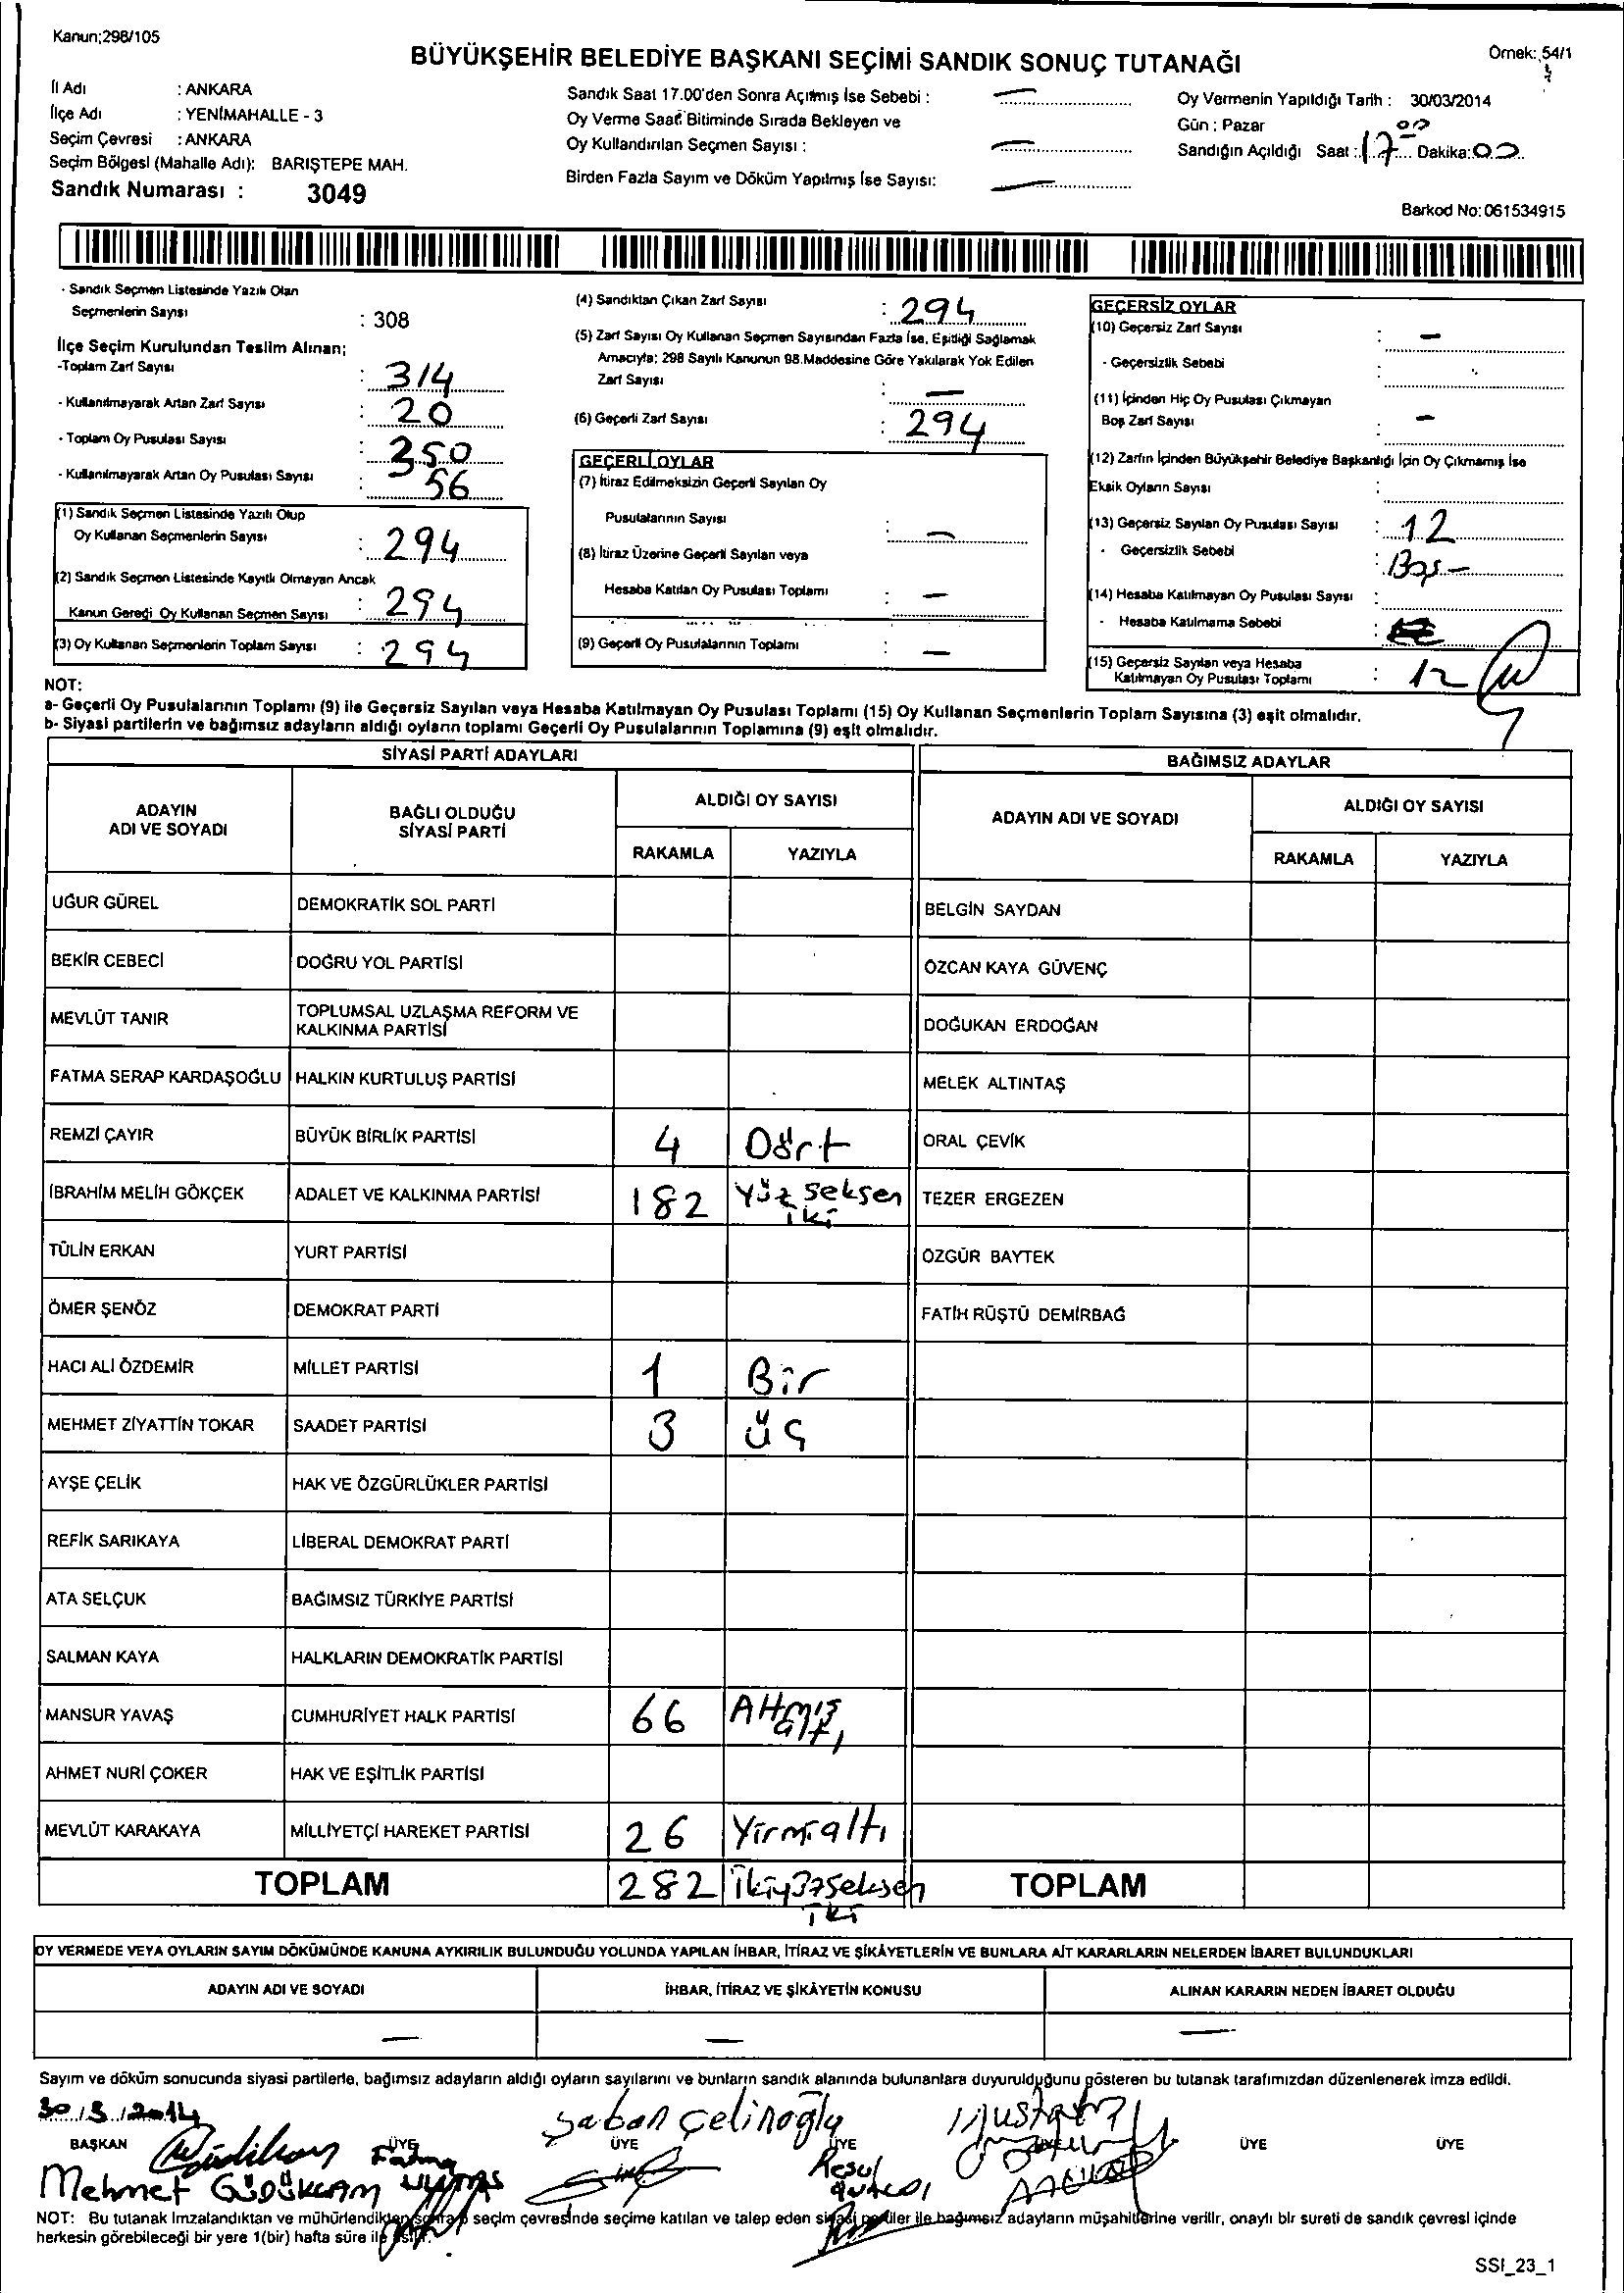 Kanun;298/105
BÜYÜKŞEHİR BELEDİYE BAŞKANI SEÇİMİ SANDIK SONUÇ TUTANAĞI
Örnek: 54/1
İl Adı : ANKARA
İlçe Adı : YENİMAHALLE - 3
Seçim Çevresi : ANKARA
Seçim Bölgesi (Mahalle Adı): BARIŞTEPE MAH.
Sandık Numarası : 3049
Sandık Saat 17.00'den Sonra Açılmış İse Sebebi : —
Oy Verme Saati Bitiminde Sırada Bekleyen ve
Oy Kullandırılan Seçmen Sayısı : —
Birden Fazla Sayım ve Döküm Yapılmış İse Sayısı: —
Oy Vermenin Yapıldığı Tarih : 30/03/2014
Gün : Pazar
Sandığın Açıldığı Saat : 17 00 Dakika: 00
Barkod No: 061534915
- Sandık Seçmen Listesinde Yazılı Olan
Seçmenlerin Sayısı : 308
İlçe Seçim Kurulundan Teslim Alınan;
-Toplam Zarf Sayısı : 314
- Kullanılmayarak Artan Zarf Sayısı : 20
- Toplam Oy Pusulası Sayısı : 350
- Kullanılmayarak Artan Oy Pusulası Sayısı : 56
(1) Sandık Seçmen Listesinde Yazılı Olup
Oy Kullanan Seçmenlerin Sayısı : 294
(2) Sandık Seçmen Listesinde Kayıtlı Olmayan Ancak
Kanun Gereği Oy Kullanan Seçmen Sayısı : 294
(3) Oy Kullanan Seçmenlerin Toplam Sayısı : 294
(4) Sandıktan Çıkan Zarf Sayısı : 294
(5) Zarf Sayısı Oy Kullanan Seçmen Sayısından Fazla İse, Eşitliği Sağlamak
Amacıyla; 298 Sayılı Kanunun 98.Maddesine Göre Yakılarak Yok Edilen
Zarf Sayısı : —
(6) Geçerli Zarf Sayısı : 294
GEÇERLİ OYLAR
(7) İtiraz Edilmeksizin Geçerli Sayılan Oy
Pusulalarının Sayısı : —
(8) İtiraz Üzerine Geçerli Sayılan veya
Hesaba Katılan Oy Pusulası Toplamı : —
(9) Geçerli Oy Pusulalarının Toplamı : —
GEÇERSİZ OYLAR
(10) Geçersiz Zarf Sayısı : —
- Geçersizlik Sebebi :
(11) İçinden Hiç Oy Pusulası Çıkmayan
Boş Zarf Sayısı : —
(12) Zarfın İçinden Büyükşehir Belediye Başkanlığı İçin Oy Çıkmamış İse
Eksik Oyların Sayısı :
(13) Geçersiz Sayılan Oy Pusulası Sayısı : 12
- Geçersizlik Sebebi : Boş -
(14) Hesaba Katılmayan Oy Pusulası Sayısı :
- Hesaba Katılmama Sebebi :
(15) Geçersiz Sayılan veya Hesaba
Katılmayan Oy Pusulası Toplamı : 12
NOT:
a- Geçerli Oy Pusulalarının Toplamı (9) ile Geçersiz Sayılan veya Hesaba Katılmayan Oy Pusulası Toplamı (15) Oy Kullanan Seçmenlerin Toplam Sayısına (3) eşit olmalıdır.
b- Siyasi partilerin ve bağımsız adayların aldığı oyların toplamı Geçerli Oy Pusulalarının Toplamına (9) eşit olmalıdır.
SİYASİ PARTİ ADAYLARI
ADAYIN ADI VE SOYADI
BAĞLI OLDUĞU SİYASİ PARTİ
ALDIĞI OY SAYISI
RAKAMLA YAZIYLA
UĞUR GÜREL DEMOKRATİK SOL PARTİ
BEKİR CEBECİ DOĞRU YOL PARTİSİ
MEVLÜT TANIR TOPLUMSAL UZLAŞMA REFORM VE KALKINMA PARTİSİ
FATMA SERAP KARDAŞOĞLU HALKIN KURTULUŞ PARTİSİ
REMZİ ÇAYIR BÜYÜK BİRLİK PARTİSİ 4 Dört
İBRAHİM MELİH GÖKÇEK ADALET VE KALKINMA PARTİSİ 182 Yüz seksen iki
TÜLİN ERKAN YURT PARTİSİ
ÖMER ŞENÖZ DEMOKRAT PARTİ
HACI ALİ ÖZDEMİR MİLLET PARTİSİ 1 Bir
MEHMET ZİYATTİN TOKAR SAADET PARTİSİ 3 üç
AYŞE ÇELİK HAK VE ÖZGÜRLÜKLER PARTİSİ
REFİK SARIKAYA LİBERAL DEMOKRAT PARTİ
ATA SELÇUK BAĞIMSIZ TÜRKİYE PARTİSİ
SALMAN KAYA HALKLARIN DEMOKRATİK PARTİSİ
MANSUR YAVAŞ CUMHURİYET HALK PARTİSİ 66 Altmış altı
AHMET NURİ ÇOKER HAK VE EŞİTLİK PARTİSİ
MEVLÜT KARAKAYA MİLLİYETÇİ HAREKET PARTİSİ 26 Yirmialtı
TOPLAM 282 İkiyüzseksen iki
BAĞIMSIZ ADAYLAR
ADAYIN ADI VE SOYADI
ALDIĞI OY SAYISI
RAKAMLA YAZIYLA
BELGİN SAYDAN
ÖZCAN KAYA GÜVENÇ
DOĞUKAN ERDOĞAN
MELEK ALTINTAŞ
ORAL ÇEVİK
TEZER ERGEZEN
ÖZGÜR BAYTEK
FATİH RÜŞTÜ DEMİRBAĞ
TOPLAM
OY VERMEDE VEYA OYLARIN SAYIM DÖKÜMÜNDE KANUNA AYKIRILIK BULUNDUĞU YOLUNDA YAPILAN İHBAR, İTİRAZ VE ŞİKÂYETLERİN VE BUNLARA AİT KARARLARIN NELERDEN İBARET BULUNDUKLARI
ADAYIN ADI VE SOYADI İHBAR, İTİRAZ VE ŞİKÂYETİN KONUSU ALINAN KARARIN NEDEN İBARET OLDUĞU
— — —
Sayım ve döküm sonucunda siyasi partilerle, bağımsız adayların aldığı oyların sayılarını ve bunların sandık alanında bulunanlara duyurulduğunu gösteren bu tutanak tarafımızdan düzenlenerek imza edildi.
30/3/2014
Şaban Çelinoğlu Mustafa
BAŞKAN ÜYE ÜYE ÜYE ÜYE ÜYE ÜYE
Mehmet Fatma Resul
NOT: Bu tutanak İmzalandıktan ve mühürlendikten sonra seçim çevresinde seçime katılan ve talep eden siyasi partiler ile bağımsız adayların müşahitlerine verilir, onaylı bir sureti de sandık çevresi içinde
herkesin görebileceği bir yere 1(bir) hafta süre ile asılır.
SSI_23_1